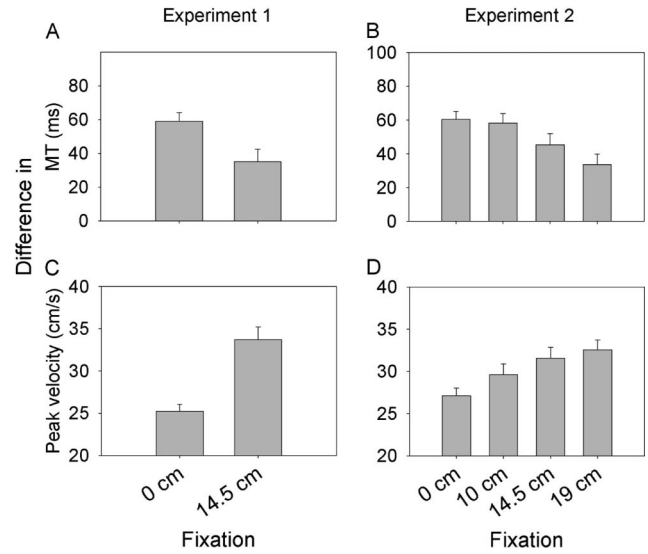 Experiment 1
Experiment 2
A
B
Difference in
MT (ms)
80
60
40
20
0
100
80
60
40
20
0
C
D
Peak velocity (cm/s)
40
35
30
25
20
40
35
30
25
20
0 cm
14.5 cm
0 cm
10 cm
14.5 cm
19 cm
Fixation
Fixation